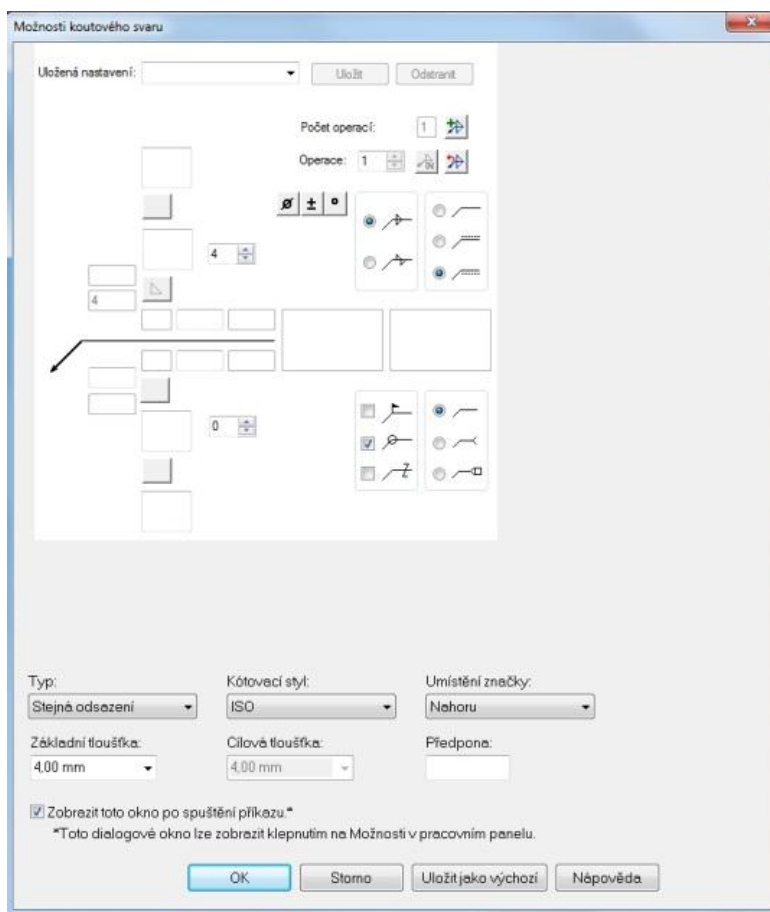 Možnosti koutového svaru
Uložená nastavení: Uložit Odstranit
Počet operací: 1
Operace: 1
4
4
0
Typ: Kótovací styl: Umístění značky:
Stejná odsazení ISO Nahoru
Základní tloušťka: Cílová tloušťka: Předpona:
4,00 mm 4,00 mm
Zobrazit toto okno po spuštění příkazu.*
*Toto dialogové okno lze zobrazit klepnutím na Možnosti v pracovním panelu.
OK Storno Uložit jako výchozí Nápověda